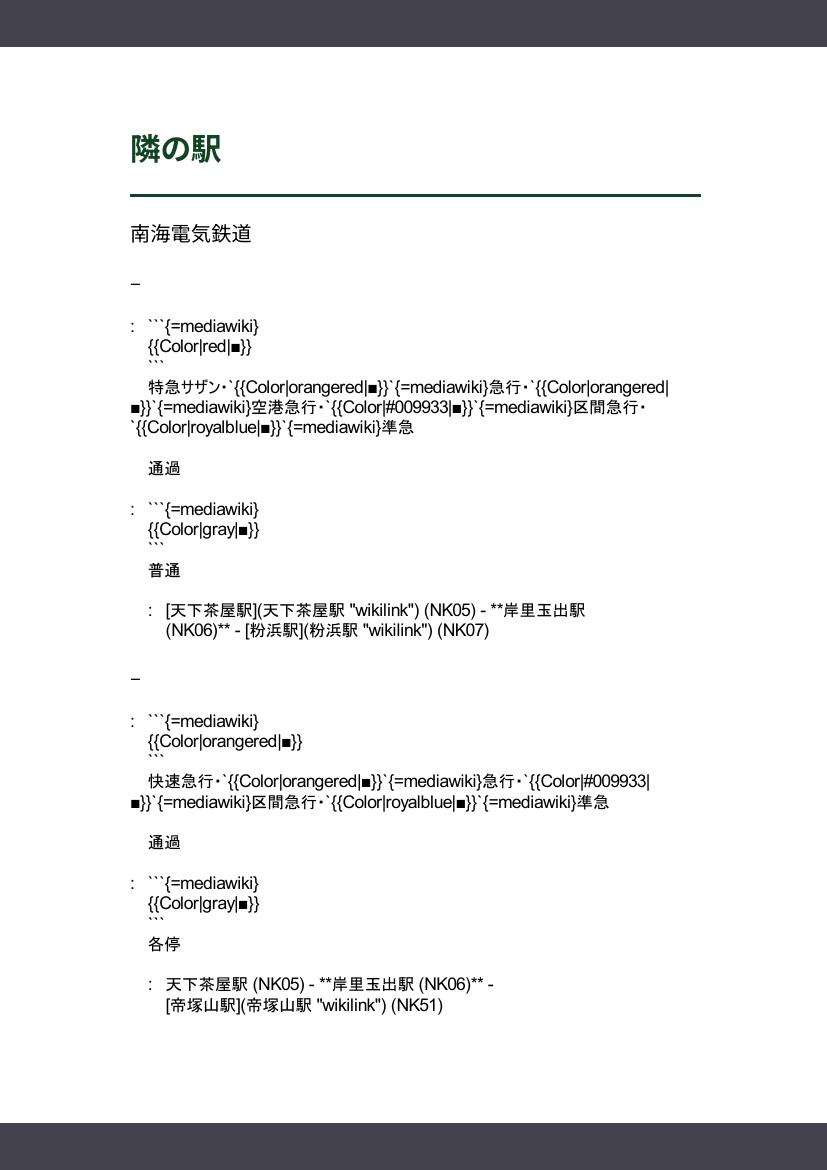 隣の駅
南海電気鉄道
–
: ```{=mediawiki}
{{Color|red|■}}
```
特急サザン・`{{Color|orangered|■}}`{=mediawiki}急行・`{{Color|orangered|
■}}`{=mediawiki}空港急行・`{{Color|#009933|■}}`{=mediawiki}区間急行・
`{{Color|royalblue|■}}`{=mediawiki}準急
通過
: ```{=mediawiki}
{{Color|gray|■}}
```
普通
: [天下茶屋駅](天下茶屋駅 "wikilink") (NK05) - **岸里玉出駅
(NK06)** - [粉浜駅](粉浜駅 "wikilink") (NK07)
–
: ```{=mediawiki}
{{Color|orangered|■}}
```
快速急行・`{{Color|orangered|■}}`{=mediawiki}急行・`{{Color|#009933|
■}}`{=mediawiki}区間急行・`{{Color|royalblue|■}}`{=mediawiki}準急
通過
: ```{=mediawiki}
{{Color|gray|■}}
```
各停
: 天下茶屋駅 (NK05) - **岸里玉出駅 (NK06)** -
[帝塚山駅](帝塚山駅 "wikilink") (NK51)